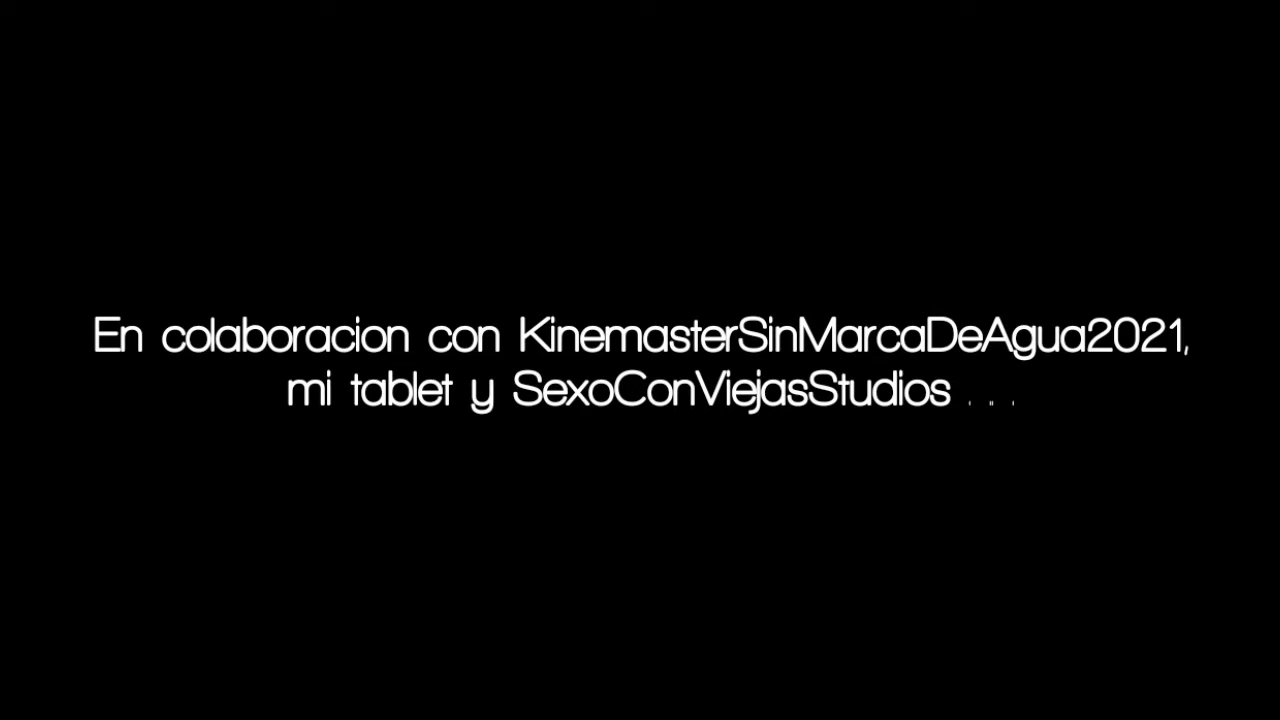 En colaboracion con KinemasterSinMarcaDeAgua2021,
mi tablet y SexoConViejasStudios . . .